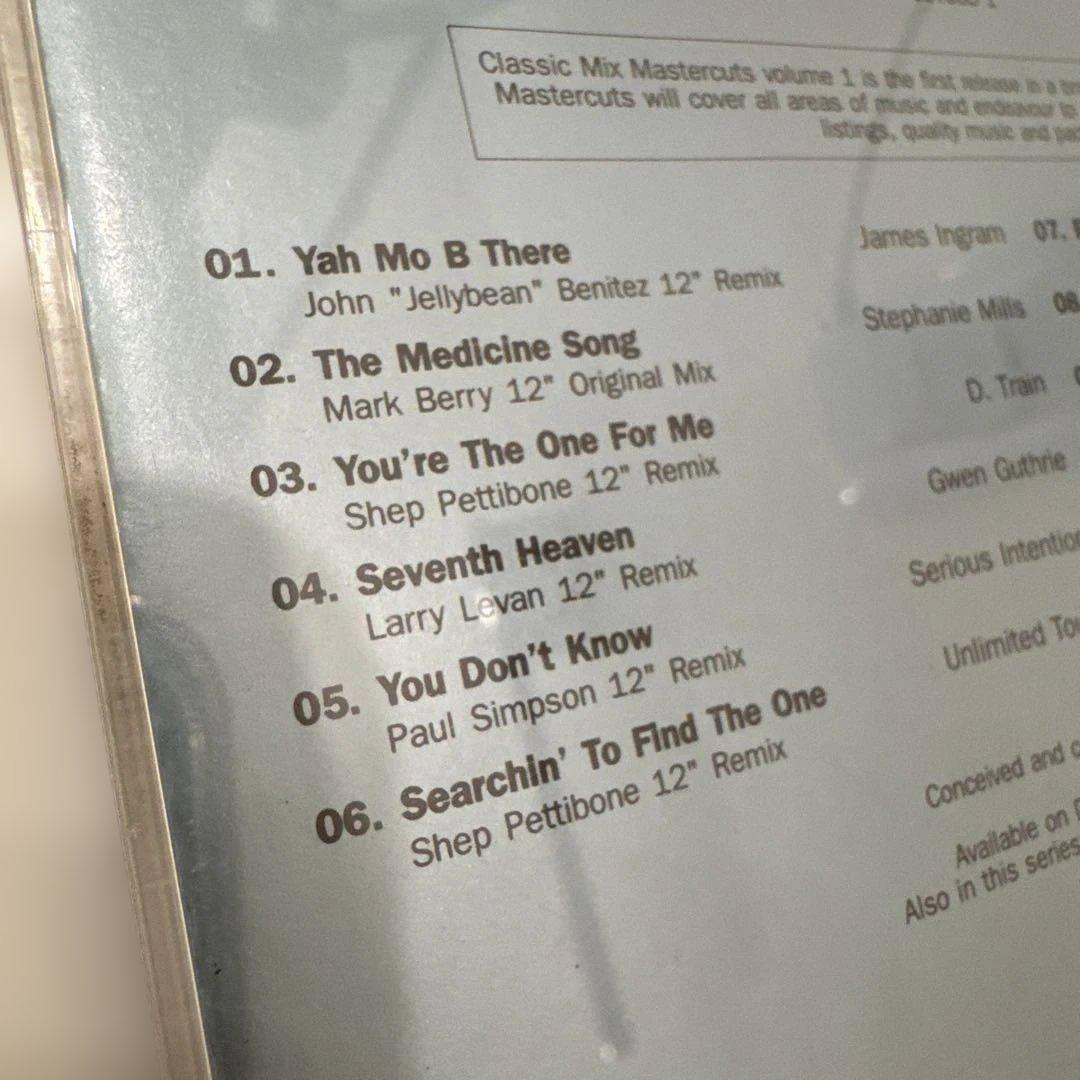 Classic Mix Mastercuts volume 1 is the first release in a
Mastercuts will cover all areas of music and endeavour to
listings, quality music and
01. Yah Mo B There James Ingram 07.
John "Jellybean" Benitez 12" Remix
02. The Medicine Song Stephanie Mills 08.
Mark Berry 12" Original Mix
03. You're The One For Me D. Train
Shep Pettibone 12" Remix
04. Seventh Heaven Gwen Guthrie
Larry Levan 12" Remix
05. You Don't Know Serious Intention
Paul Simpson 12" Remix
06. Searchin' To Find The One Unlimited
Shep Pettibone 12" Remix
Conceived and
Available on
Also in this series